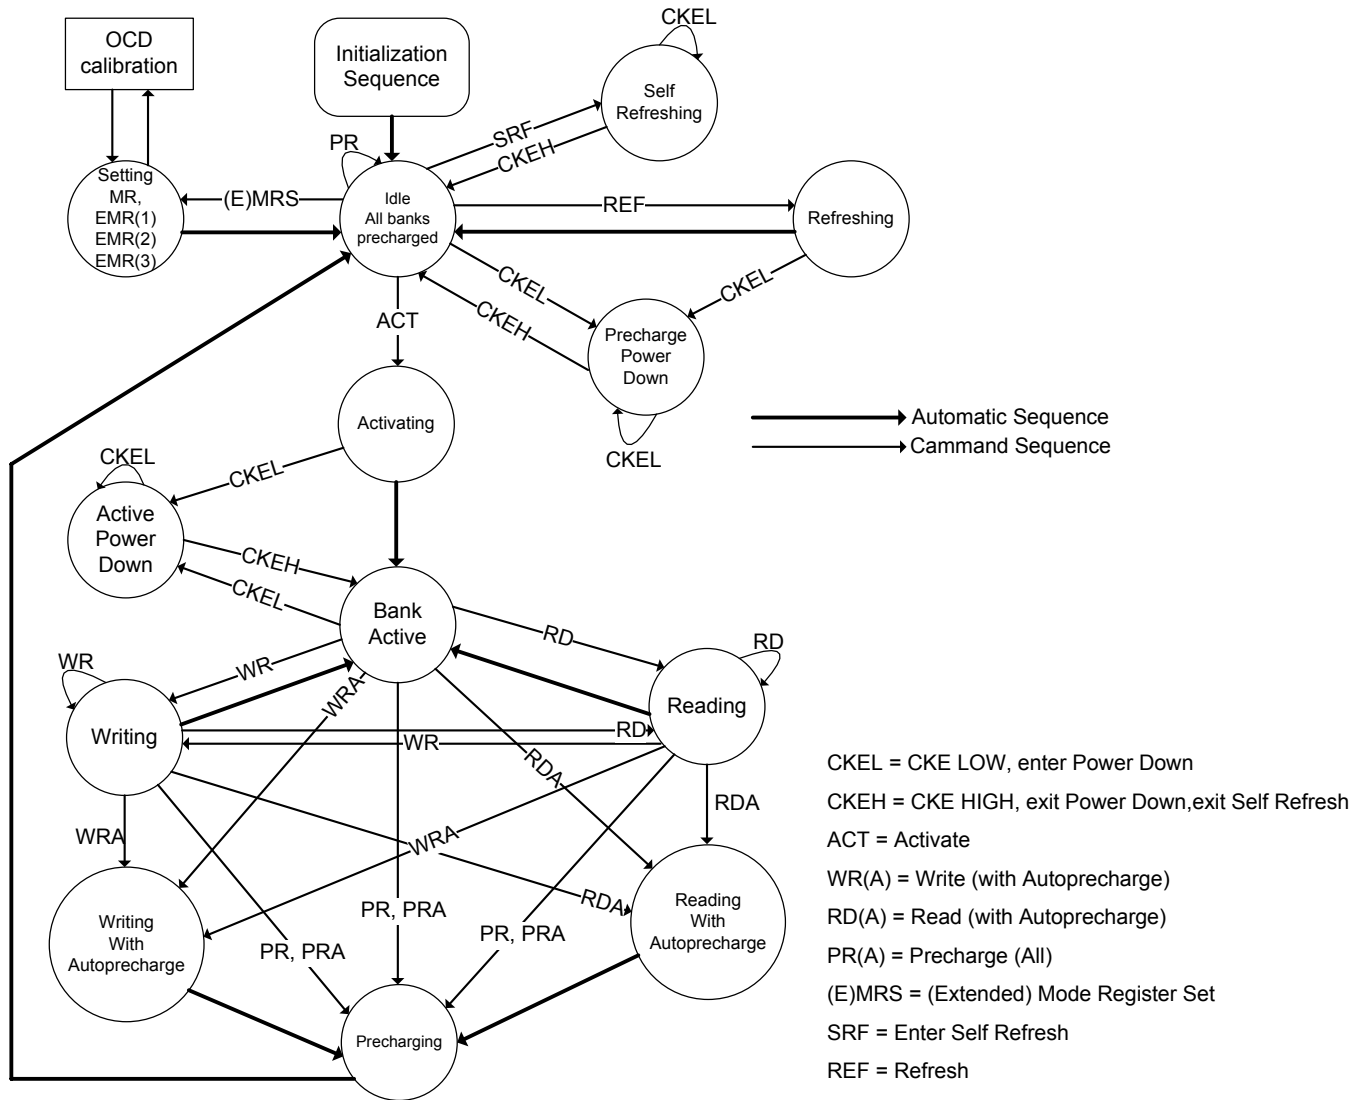 OCD
calibration
Initialization
Sequence
CKEL
Self
Refreshing
PR
SRF
CKEH
Setting
MR,
EMR(1)
EMR(2)
EMR(3)
(E)MRS
Idle
All banks
precharged
REF
Refreshing
CKEL
CKEH
CKEL
ACT
Precharge
Power
Down
CKEL
Automatic Sequence
Cammand Sequence
Activating
CKEL
CKEL
Active
Power
Down
CKEH
CKEL
Bank
Active
RD
RD
WR
WR
WRA
Reading
Writing
RD
WR
RDA
RDA
WRA
WRA
RDA
PR, PRA
PR, PRA
PR, PRA
Writing
With
Autoprecharge
Reading
With
Autoprecharge
Precharging
CKEL = CKE LOW, enter Power Down
CKEH = CKE HIGH, exit Power Down,exit Self Refresh
ACT = Activate
WR(A) = Write (with Autoprecharge)
RD(A) = Read (with Autoprecharge)
PR(A) = Precharge (All)
(E)MRS = (Extended) Mode Register Set
SRF = Enter Self Refresh
REF = Refresh